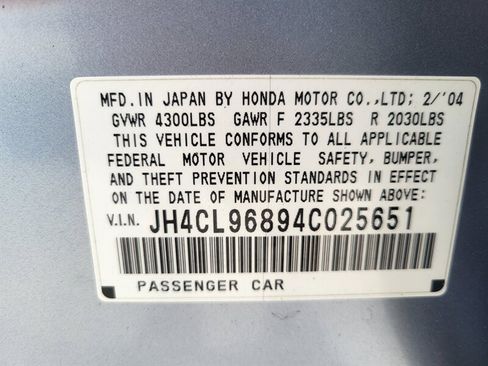 MFD. IN JAPAN BY HONDA MOTOR CO.,LTD; 2/'04
GVWR 4300LBS GAWR F 2335LBS R 2030LBS
THIS VEHICLE CONFORMS TO ALL APPLICABLE
FEDERAL MOTOR VEHICLE SAFETY, BUMPER,
AND THEFT PREVENTION STANDARDS IN EFFECT
ON THE DATE OF MANUFACTURE SHOWN ABOVE:
V.I.N. JH4CL96894C025651
PASSENGER CAR